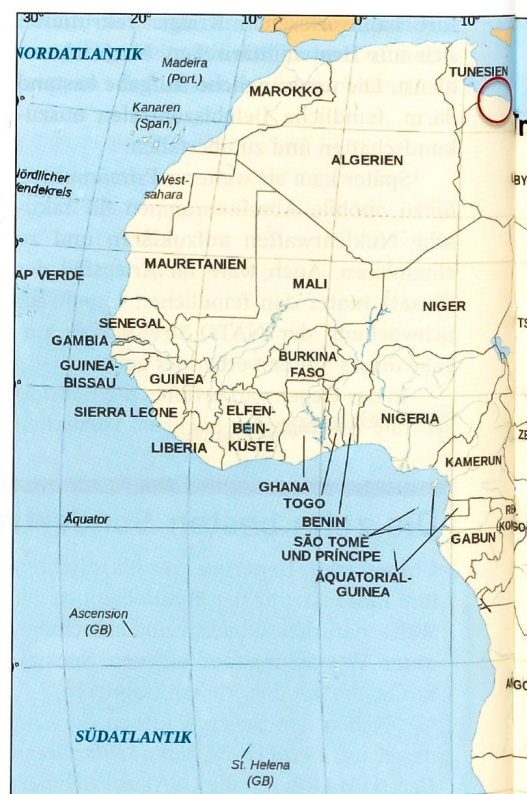 30°
20°
10°
0°
10°
NORDATLANTIK
Madeira
(Port.)
TUNESIEN
MAROKKO
Kanaren
(Span.)
ALGERIEN
Nördlicher
Wendekreis
West-
sahara
MAURETANIEN
AP VERDE
MALI
NIGER
SENEGAL
GAMBIA
BURKINA
FASO
GUINEA-
BISSAU
GUINEA
SIERRA LEONE
ELFEN-
BEIN-
KÜSTE
NIGERIA
LIBERIA
KAMERUN
GHANA
TOGO
BENIN
Äquator
SÃO TOMÉ
UND PRÍNCIPE
GABUN
ÄQUATORIAL-
GUINEA
Ascension
(GB)
SÜDATLANTIK
St. Helena
(GB)